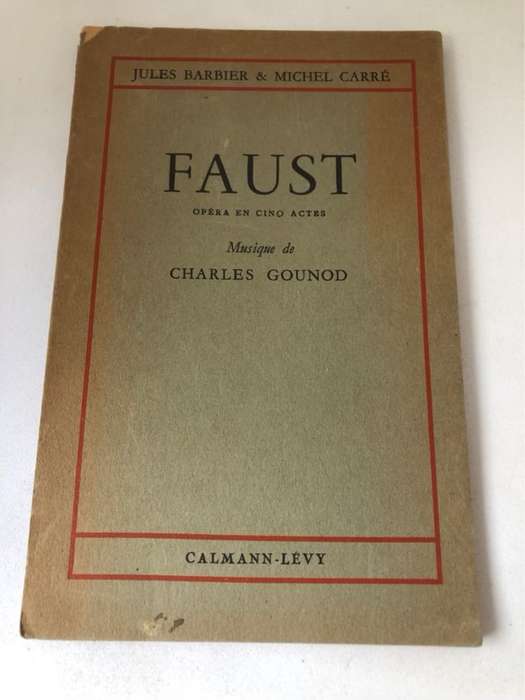 JULES BARBIER & MICHEL CARRÉ
FAUST
OPÉRA EN CINQ ACTES
Musique de
CHARLES GOUNOD
CALMANN-LÉVY